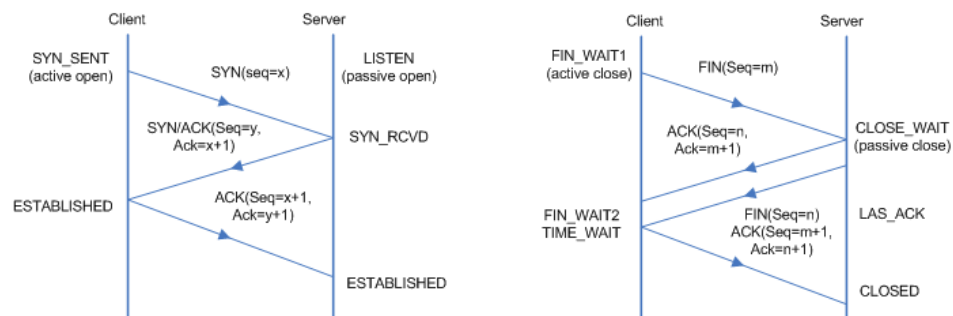 Client
Server
SYN_SENT
(active open)
SYN(seq=x)
LISTEN
(passive open)
SYN/ACK(Seq=y,
Ack=x+1)
SYN_RCVD
ESTABLISHED
ACK(Seq=x+1,
Ack=y+1)
ESTABLISHED
Client
Server
FIN_WAIT1
(active close)
FIN(Seq=m)
ACK(Seq=n,
Ack=m+1)
CLOSE_WAIT
(passive close)
FIN_WAIT2
TIME_WAIT
FIN(Seq=n)
ACK(Seq=m+1,
Ack=n+1)
LAS_ACK
CLOSED